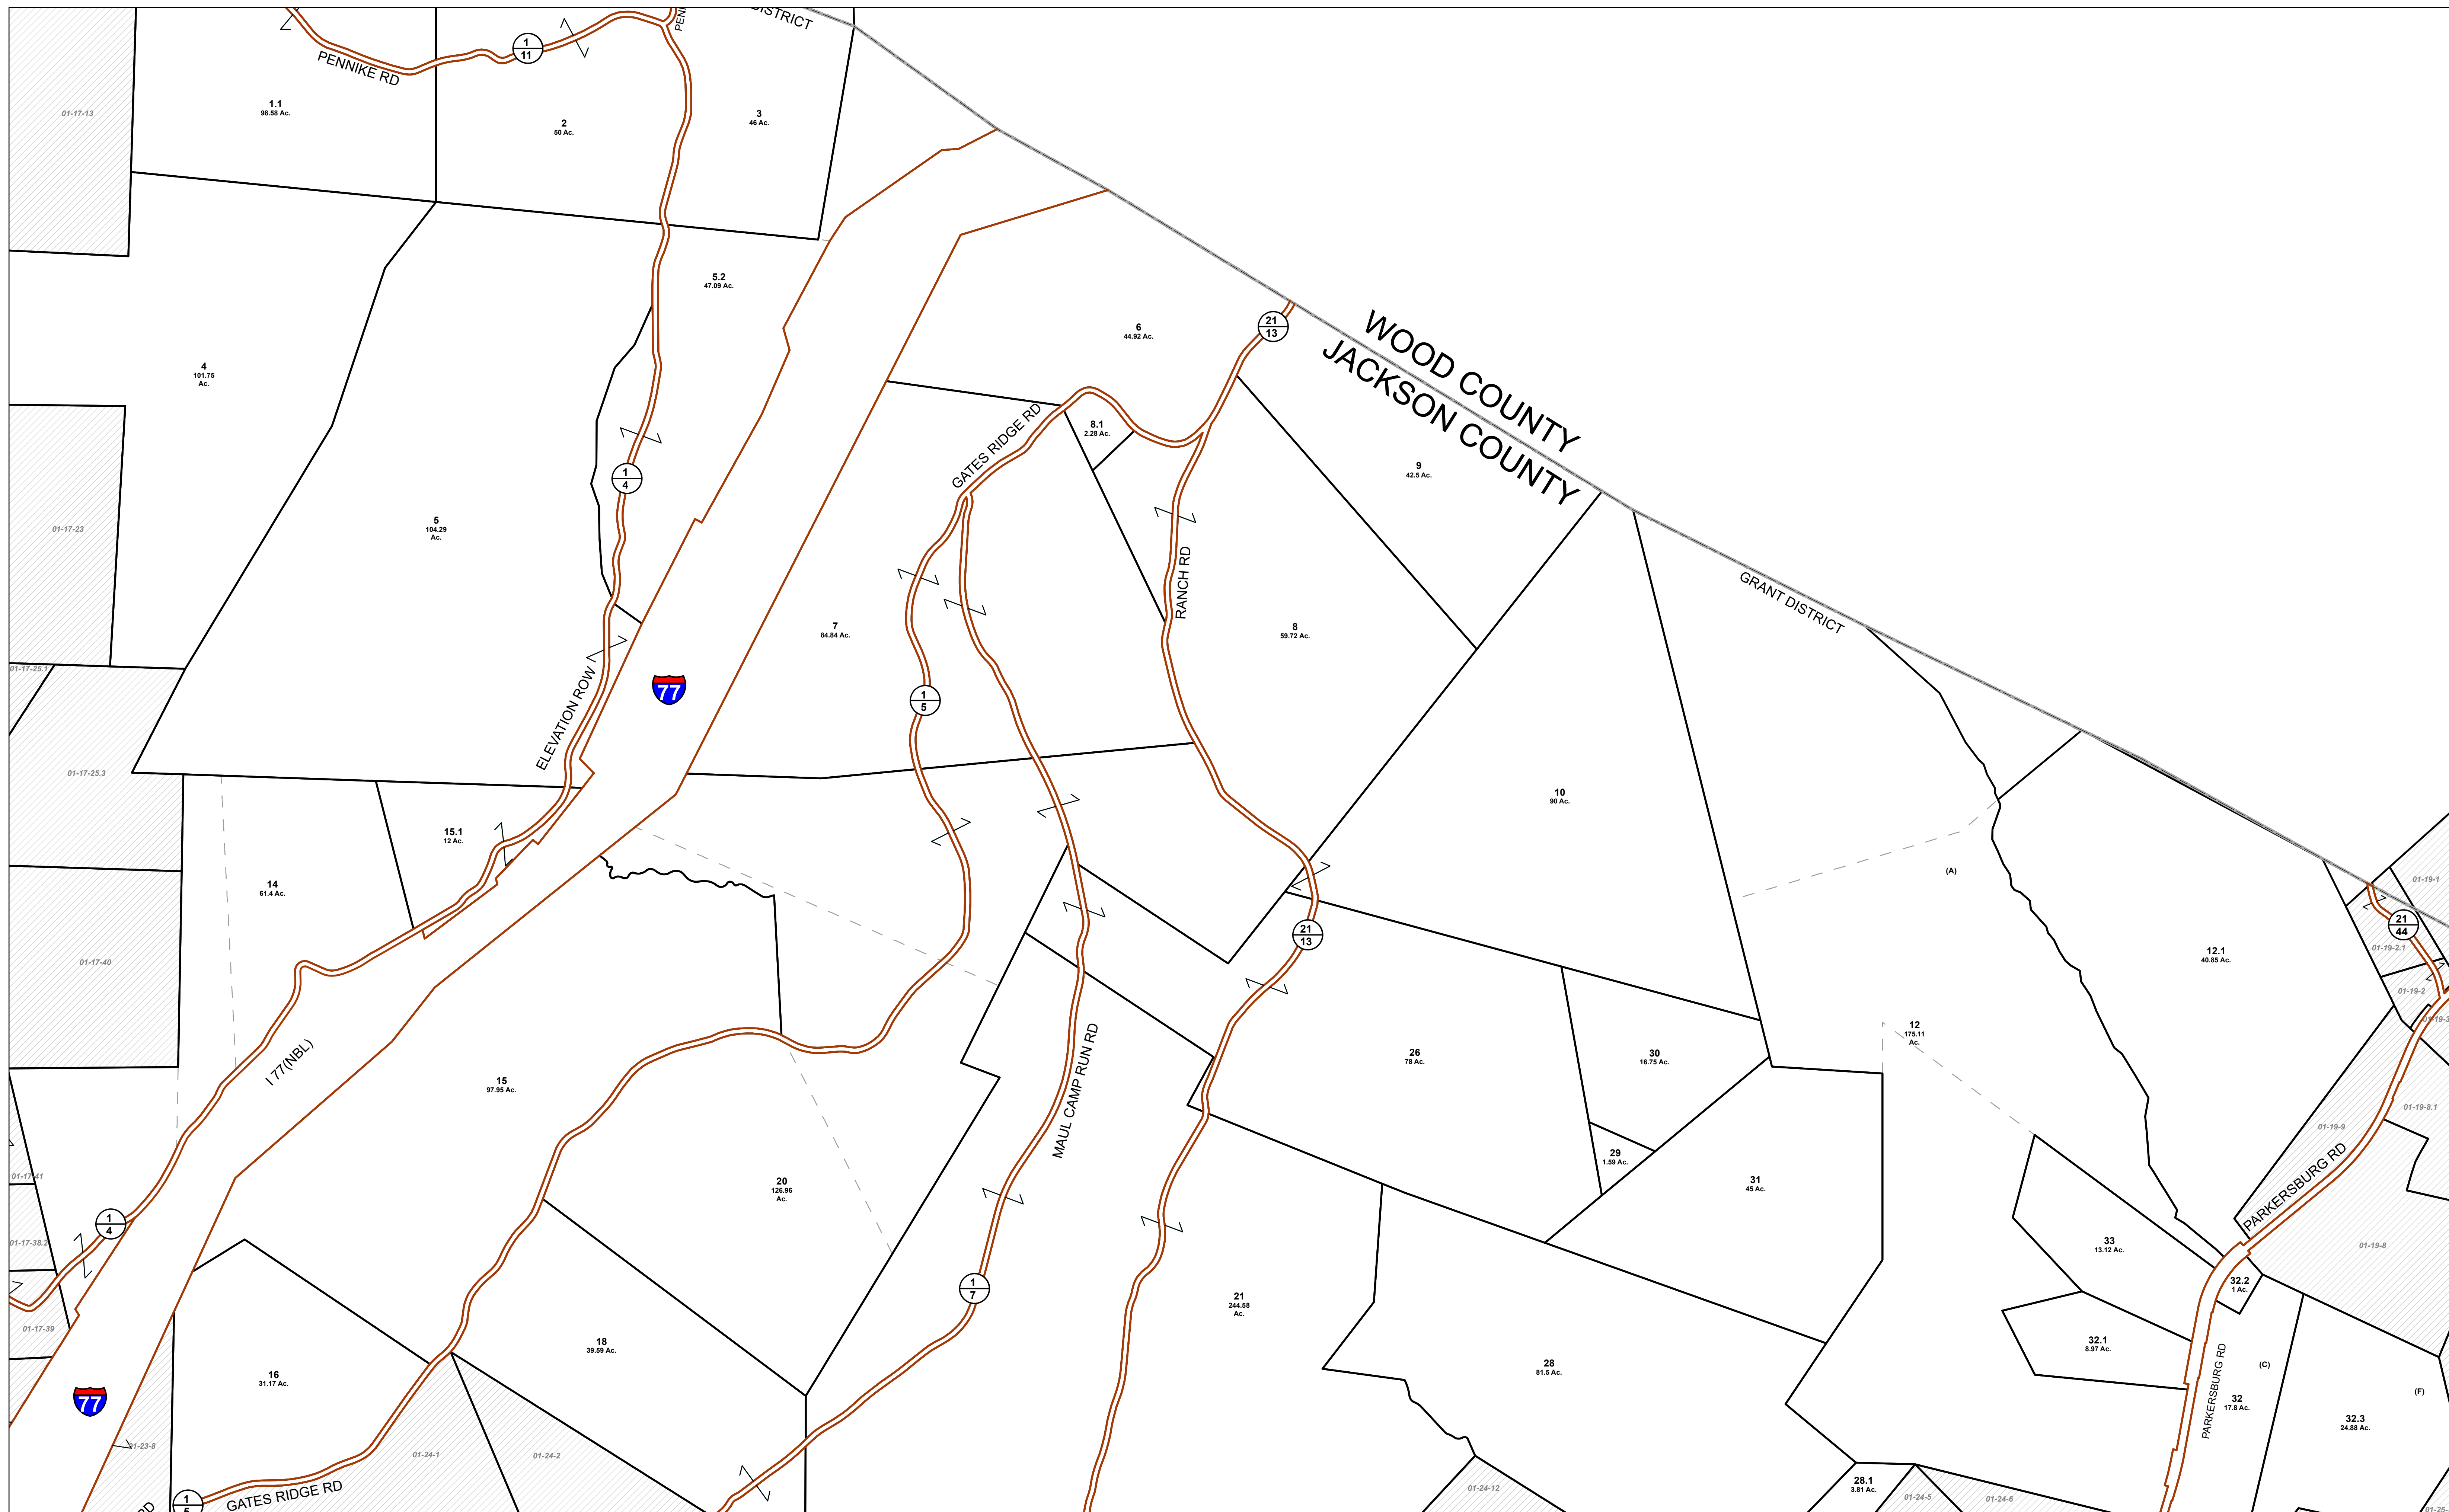 DISTRICT
PENNIKE RD
1
11
01-17-13
1.1
98.58 Ac.
2
50 Ac.
3
46 Ac.
5.2
47.09 Ac.
6
44.92 Ac.
21
13
WOOD COUNTY
JACKSON COUNTY
4
101.75
Ac.
GATES RIDGE RD
8.1
2.28 Ac.
9
42.5 Ac.
1
4
5
104.29
Ac.
01-17-23
RANCH RD
GRANT DISTRICT
7
84.84 Ac.
8
59.72 Ac.
01-17-25.1
ELEVATION ROW
77
1
5
01-17-25.3
10
90 Ac.
15.1
12 Ac.
14
61.4 Ac.
(A)
01-19-1
21
44
21
13
01-19-2.1
12.1
40.85 Ac.
01-17-40
01-19-2
01-19-3
12
175.11
Ac.
I 77(NBL)
26
78 Ac.
30
16.75 Ac.
15
97.95 Ac.
MAUL CAMP RUN RD
01-19-8.1
01-19-9
29
1.59 Ac.
31
45 Ac.
20
126.96
Ac.
01-17-41
PARKERSBURG RD
1
4
01-17-38.2
33
13.12 Ac.
01-19-8
32.2
1 Ac.
1
7
21
244.58
Ac.
01-17-39
18
39.59 Ac.
32.1
8.97 Ac.
28
81.5 Ac.
(C)
PARKERSBURG RD
16
31.17 Ac.
77
32
17.8 Ac.
(F)
32.3
24.88 Ac.
01-23-8
01-24-1
01-24-2
28.1
3.81 Ac.
01-24-12
01-24-5
01-24-6
1
5
GATES RIDGE RD
RD